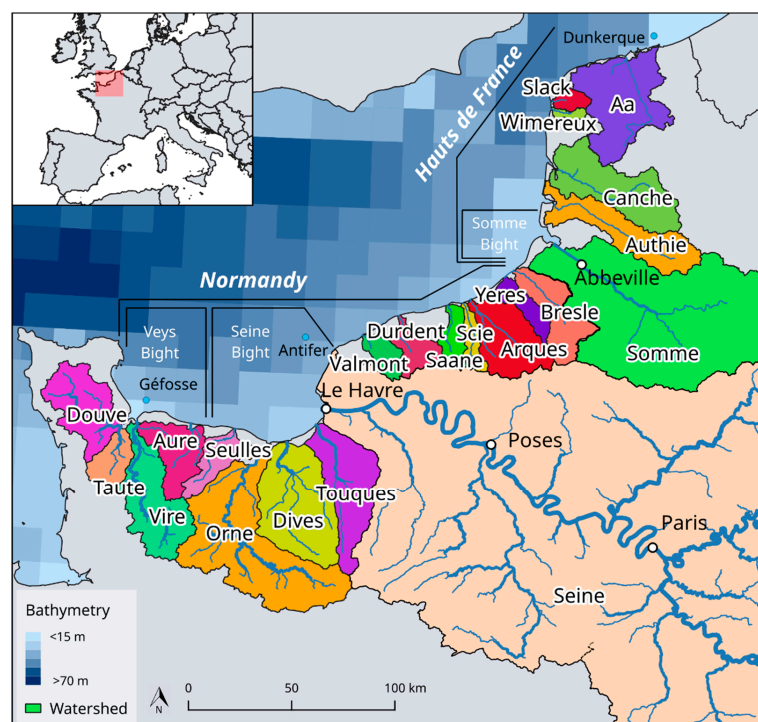 Dunkerque
Slack
Aa
Wimereux
Hauts de France
Canche
Somme
Bight
Authie
Abbeville
Normandy
Yeres
Bresle
Veys
Bight
Seine
Bight
Antifer
Durdent
Scie
Somme
Valmont
Saane
Arques
Géfosse
Le Havre
Douve
Aure
Seulles
Poses
Taute
Touques
Vire
Orne
Dives
Paris
Seine
Bathymetry
<15 m
>70 m
Watershed
N
0
50
100 km